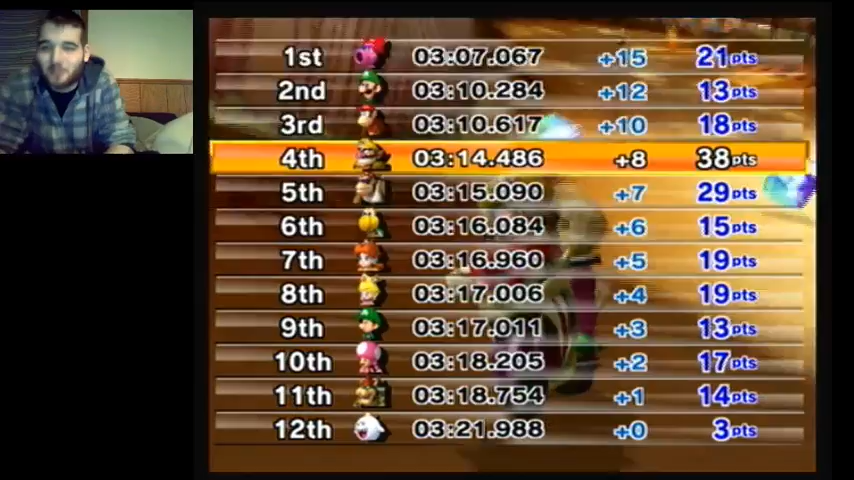 1st 03:07.067 +15 21pts
2nd 03:10.284 +12 13pts
3rd 03:10.617 +10 18pts
4th 03:14.486 +8 38pts
5th 03:15.090 +7 29pts
6th 03:16.084 +6 15pts
7th 03:16.960 +5 19pts
8th 03:17.006 +4 19pts
9th 03:17.011 +3 13pts
10th 03:18.205 +2 17pts
11th 03:18.754 +1 14pts
12th 03:21.988 +0 3pts